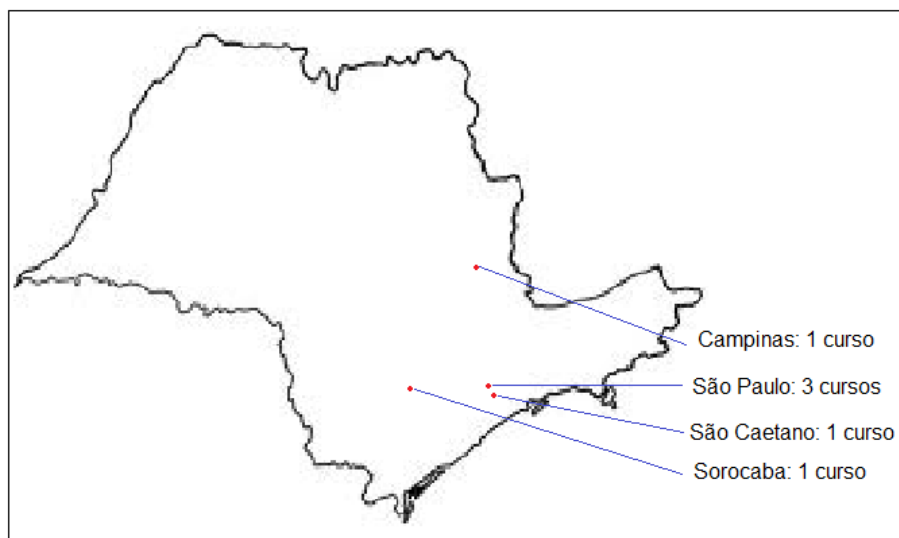 Campinas: 1 curso
São Paulo: 3 cursos
São Caetano: 1 curso
Sorocaba: 1 curso